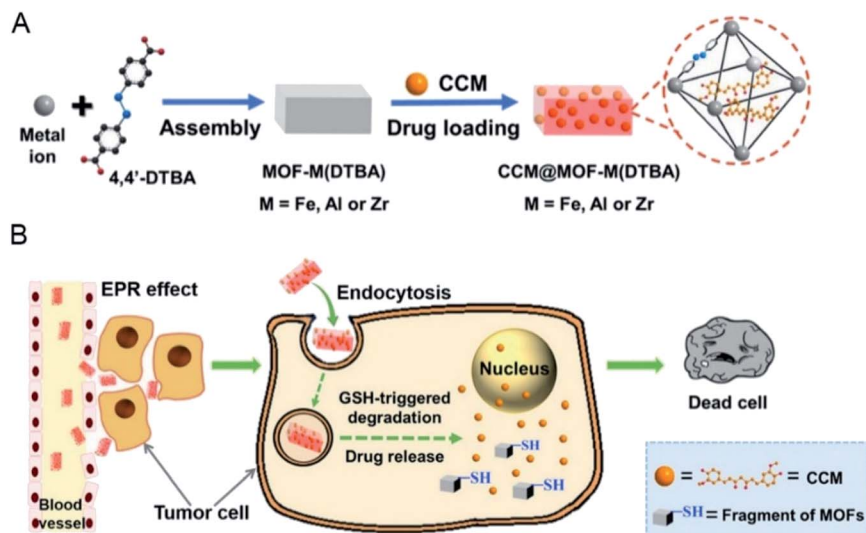 A
Metal
ion
+
4,4'-DTBA
Assembly
MOF-M(DTBA)
M = Fe, Al or Zr
CCM
Drug loading
CCM@MOF-M(DTBA)
M = Fe, Al or Zr
B
EPR effect
Blood
vessel
Tumor cell
Endocytosis
GSH-triggered
degradation
Drug release
Nucleus
-SH
-SH
-SH
Dead cell
= = CCM
-SH = Fragment of MOFs